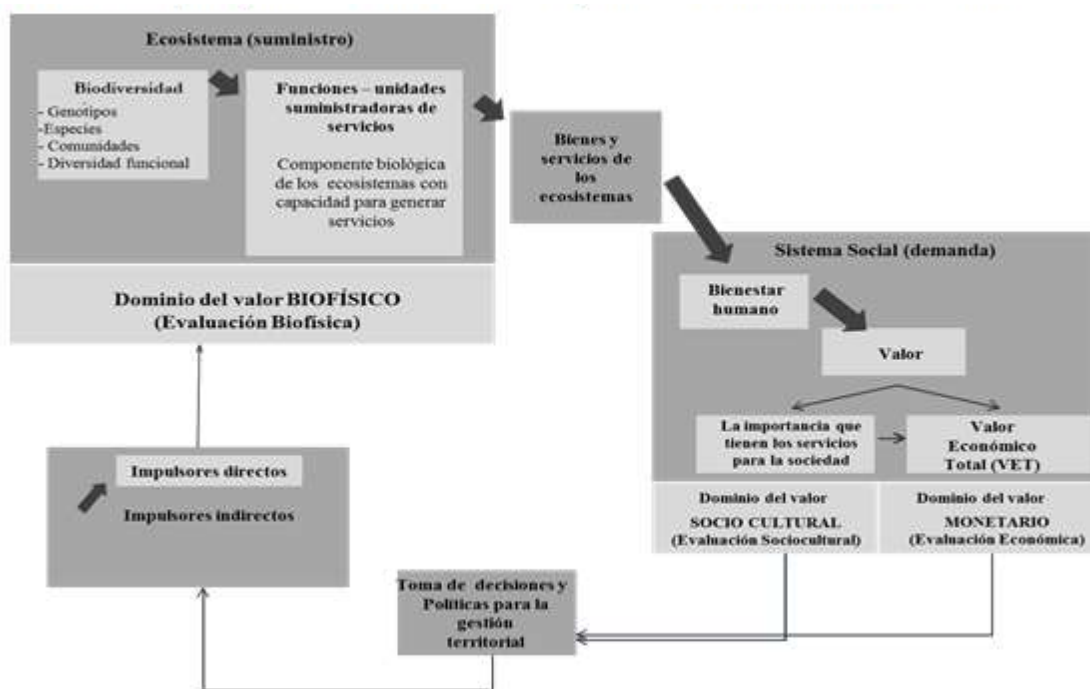 Ecosistema (suministro)
Biodiversidad
- Genotipos
-Especies
- Comunidades
- Diversidad funcional
Funciones – unidades
suministradoras de
servicios
Componente biológica
de los ecosistemas con
capacidad para generar
servicios
Dominio del valor BIOFÍSICO
(Evaluación Biofísica)
Bienes y
servicios de
los
ecosistemas
Sistema Social (demanda)
Bienestar
humano
Valor
La importancia que
tienen los servicios
para la sociedad
Valor
Económico
Total (VET)
Dominio del valor
SOCIO CULTURAL
(Evaluación Sociocultural)
Dominio del valor
MONETARIO
(Evaluación Económica)
Impulsores directos
Impulsores indirectos
Toma de decisiones y
Políticas para la
gestión
territorial